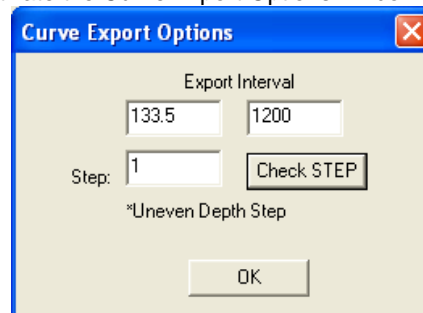 Curve Export Options
Export Interval
133.5 1200
Step: 1 Check STEP
*Uneven Depth Step
OK